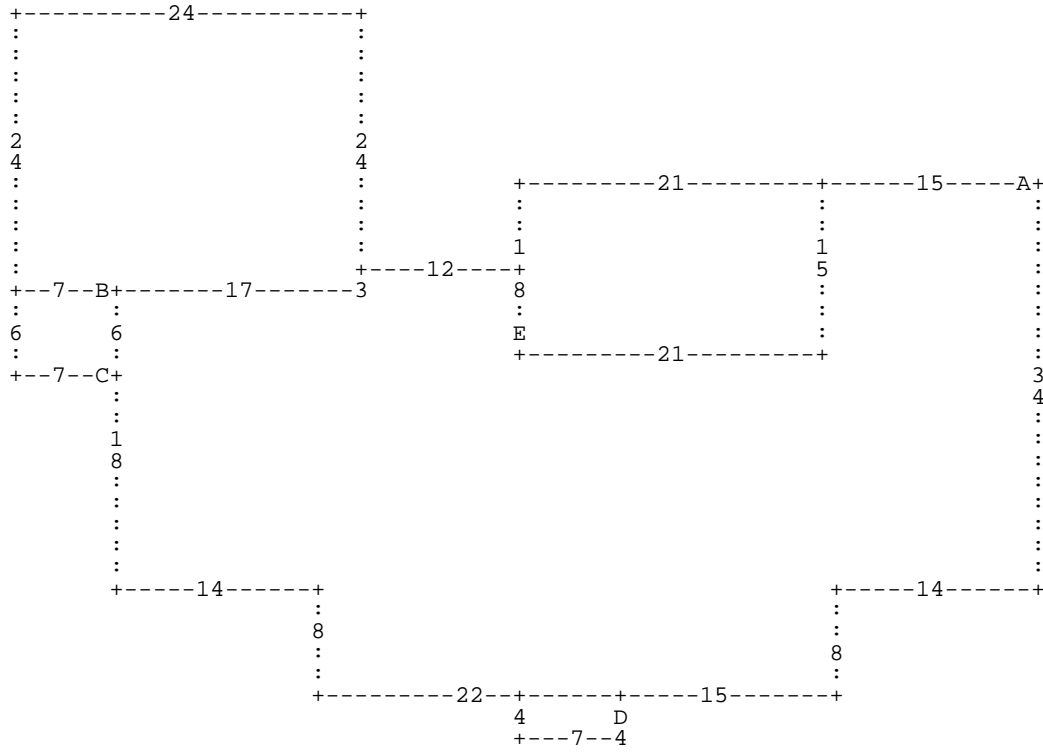 +----------24-----------+
:                       :
:                       :
:                       :
:                       :
:                       :
2                       2
4                       4
:                       :          +---------21---------+-----15-----A+
:                       :          :                    :              :
:                       :          :                    :              :
:                       :          1                    1              :
:                       +----12----+                    5              :
+--7--B+-------17-------3          8                    :              :
:      :                           :                    :              :
6      6                           E                    :              :
:      :                           +---------21---------+              :
+--7--C+                                                               3
       :                                                               4
       :                                                               :
       1                                                               :
       8                                                               :
       :                                                               :
       :                                                               :
       :                                                               :
       :                                                               :
       :                                                               :
       +-----14------+                                   +-----14------+
                     :                                   :
                     8                                   :
                     :                                   8
                     :                                   :
                     +---------22--+------+-----15-------+
                                   4      D
                                   +--7--4